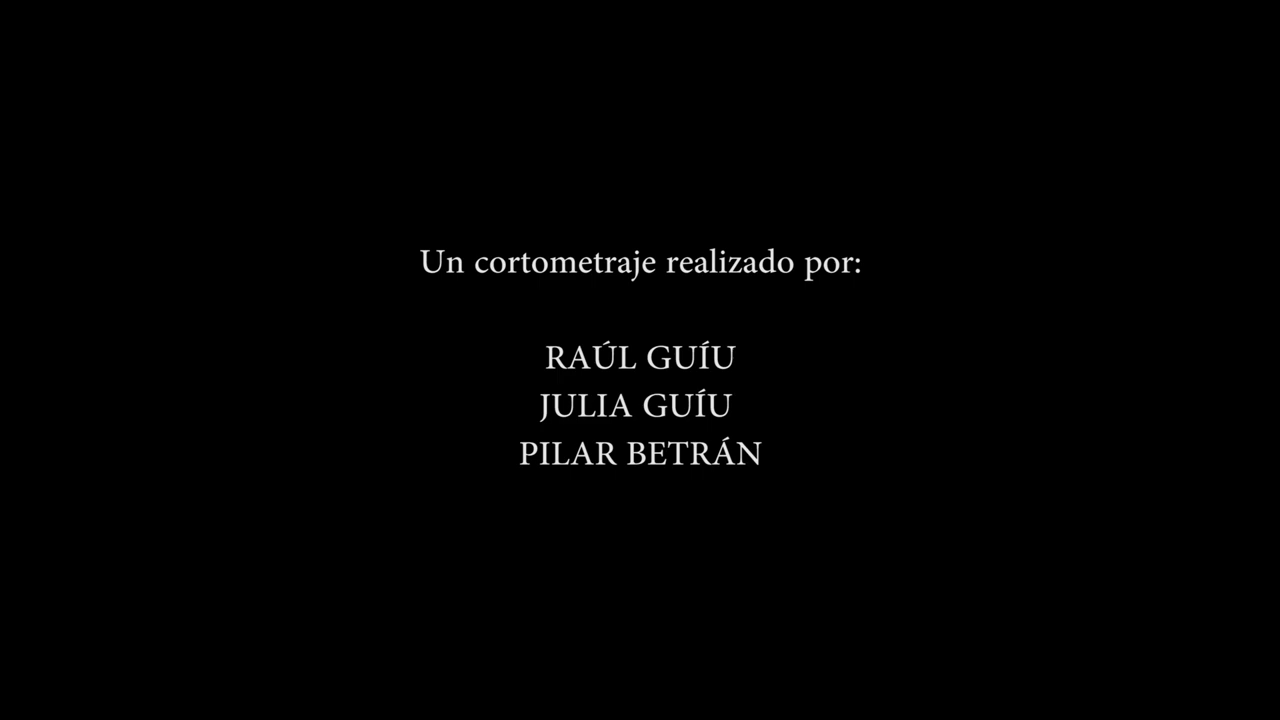 Un cortometraje realizado por:
RAÚL GUÍU
JULIA GUÍU
PILAR BETRÁN